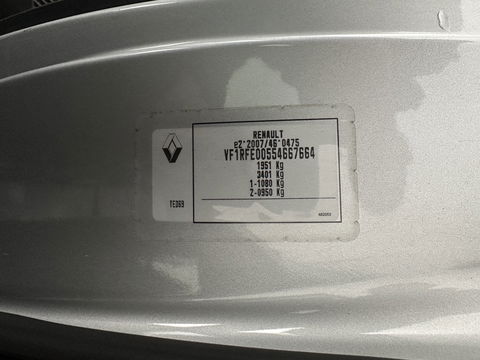 RENAULT
e2*2007/46*0475
VF1RFE00554667664
1951 Kg
3401 Kg
1-1080 Kg
2-0950 Kg
TED69